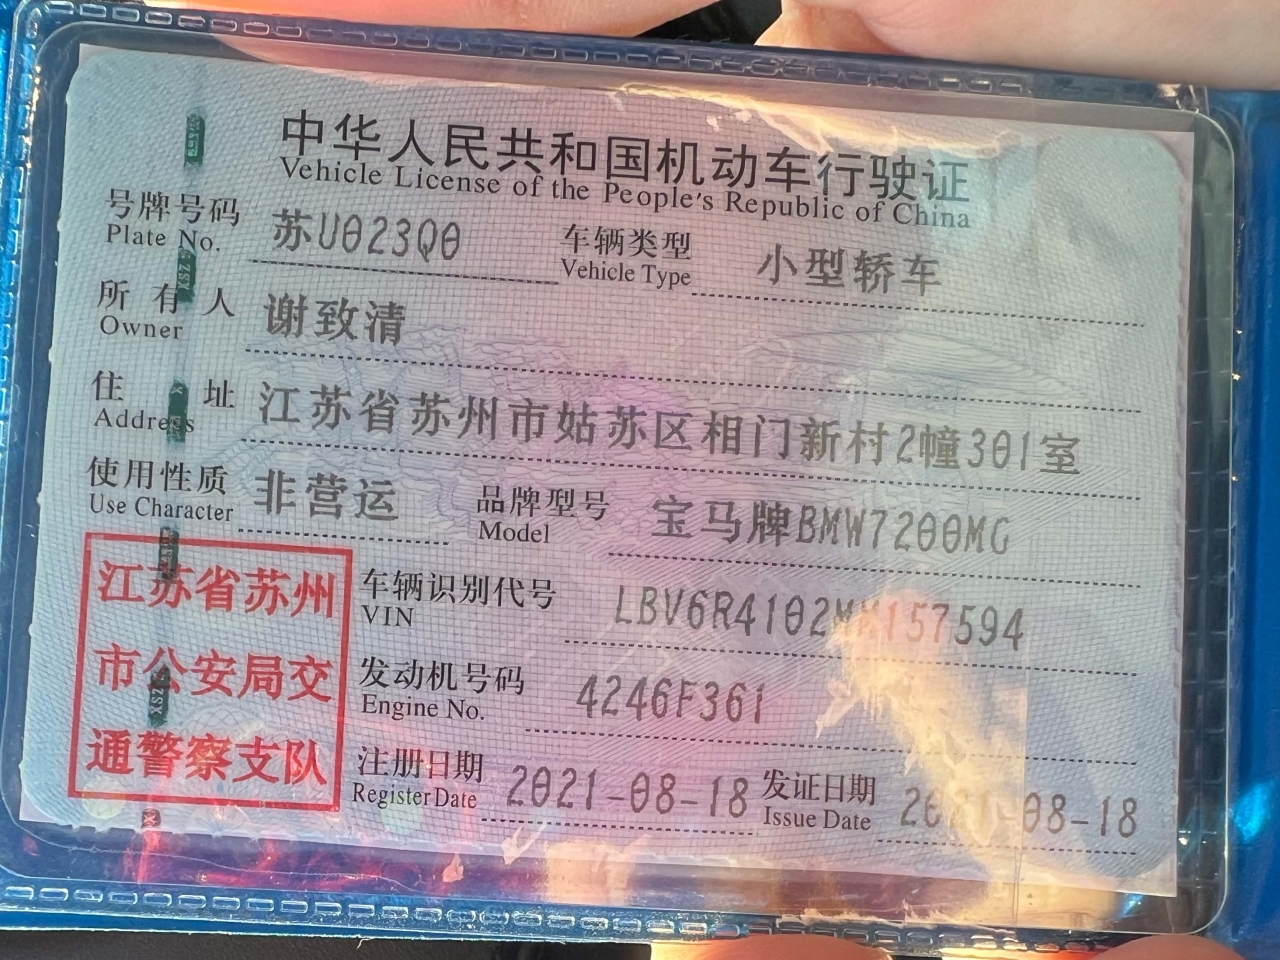 中华人民共和国机动车行驶证
Vehicle License of the People's Republic of China
号牌号码 苏U023Q0 车辆类型 小型轿车
Plate No. Vehicle Type
所有人 谢致清
Owner
住址 江苏省苏州市姑苏区相门新村2幢301室
Address
使用性质 非营运 品牌型号 宝马牌BMW7200MG
Use Character Model
江苏省苏州
市公安局交
通警察支队
车辆识别代号 LBV6R4102MM157594
VIN
发动机号码 4246F361
Engine No.
注册日期 2021-08-18 发证日期 2021-08-18
Register Date Issue Date